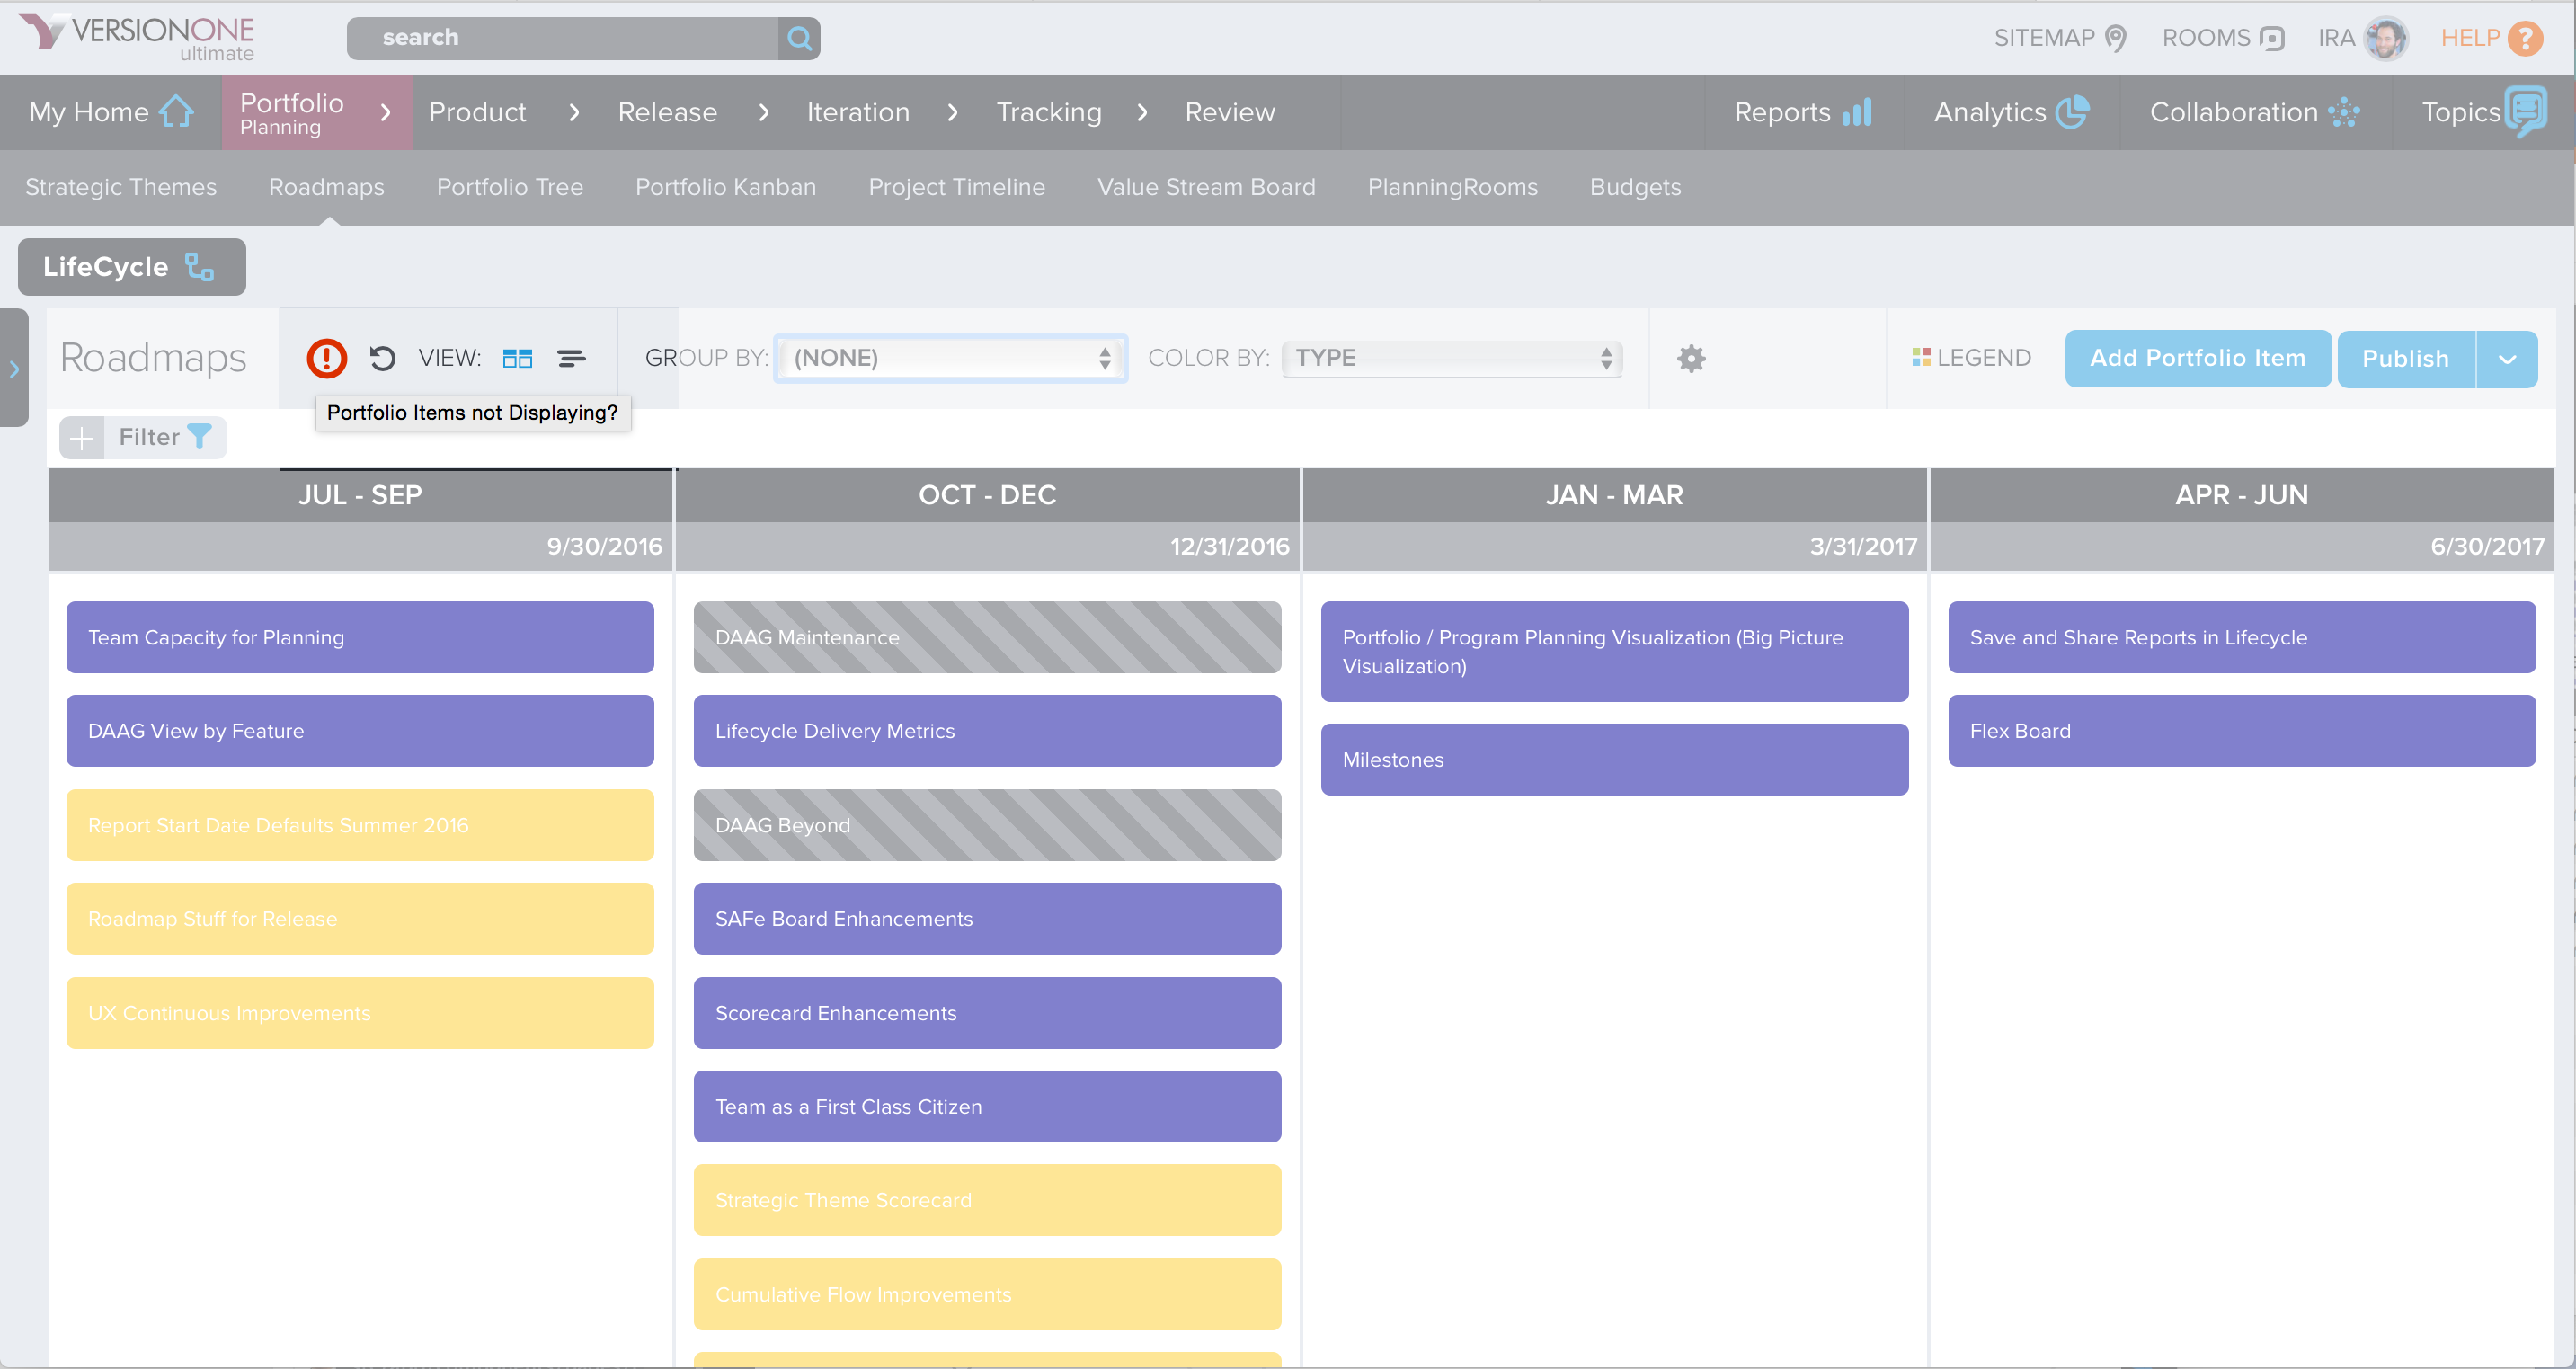 VERSIONONE
ultimate
search
SITEMAP
ROOMS
IRA
HELP ?
My Home
Portfolio
Planning
Product
Release
Iteration
Tracking
Review
Reports
Analytics
Collaboration
Topics
Strategic Themes
Roadmaps
Portfolio Tree
Portfolio Kanban
Project Timeline
Value Stream Board
PlanningRooms
Budgets
LifeCycle
Roadmaps
VIEW:
GROUP BY: (NONE)
COLOR BY: TYPE
LEGEND
Add Portfolio Item
Publish
Portfolio Items not Displaying?
Filter
JUL - SEP
9/30/2016
Team Capacity for Planning
DAAG View by Feature
Report Start Date Defaults Summer 2016
Roadmap Stuff for Release
UX Continuous Improvements
OCT - DEC
12/31/2016
DAAG Maintenance
Lifecycle Delivery Metrics
DAAG Beyond
SAFe Board Enhancements
Scorecard Enhancements
Team as a First Class Citizen
Strategic Theme Scorecard
Cumulative Flow Improvements
JAN - MAR
3/31/2017
Portfolio / Program Planning Visualization (Big Picture
Visualization)
Milestones
APR - JUN
6/30/2017
Save and Share Reports in Lifecycle
Flex Board